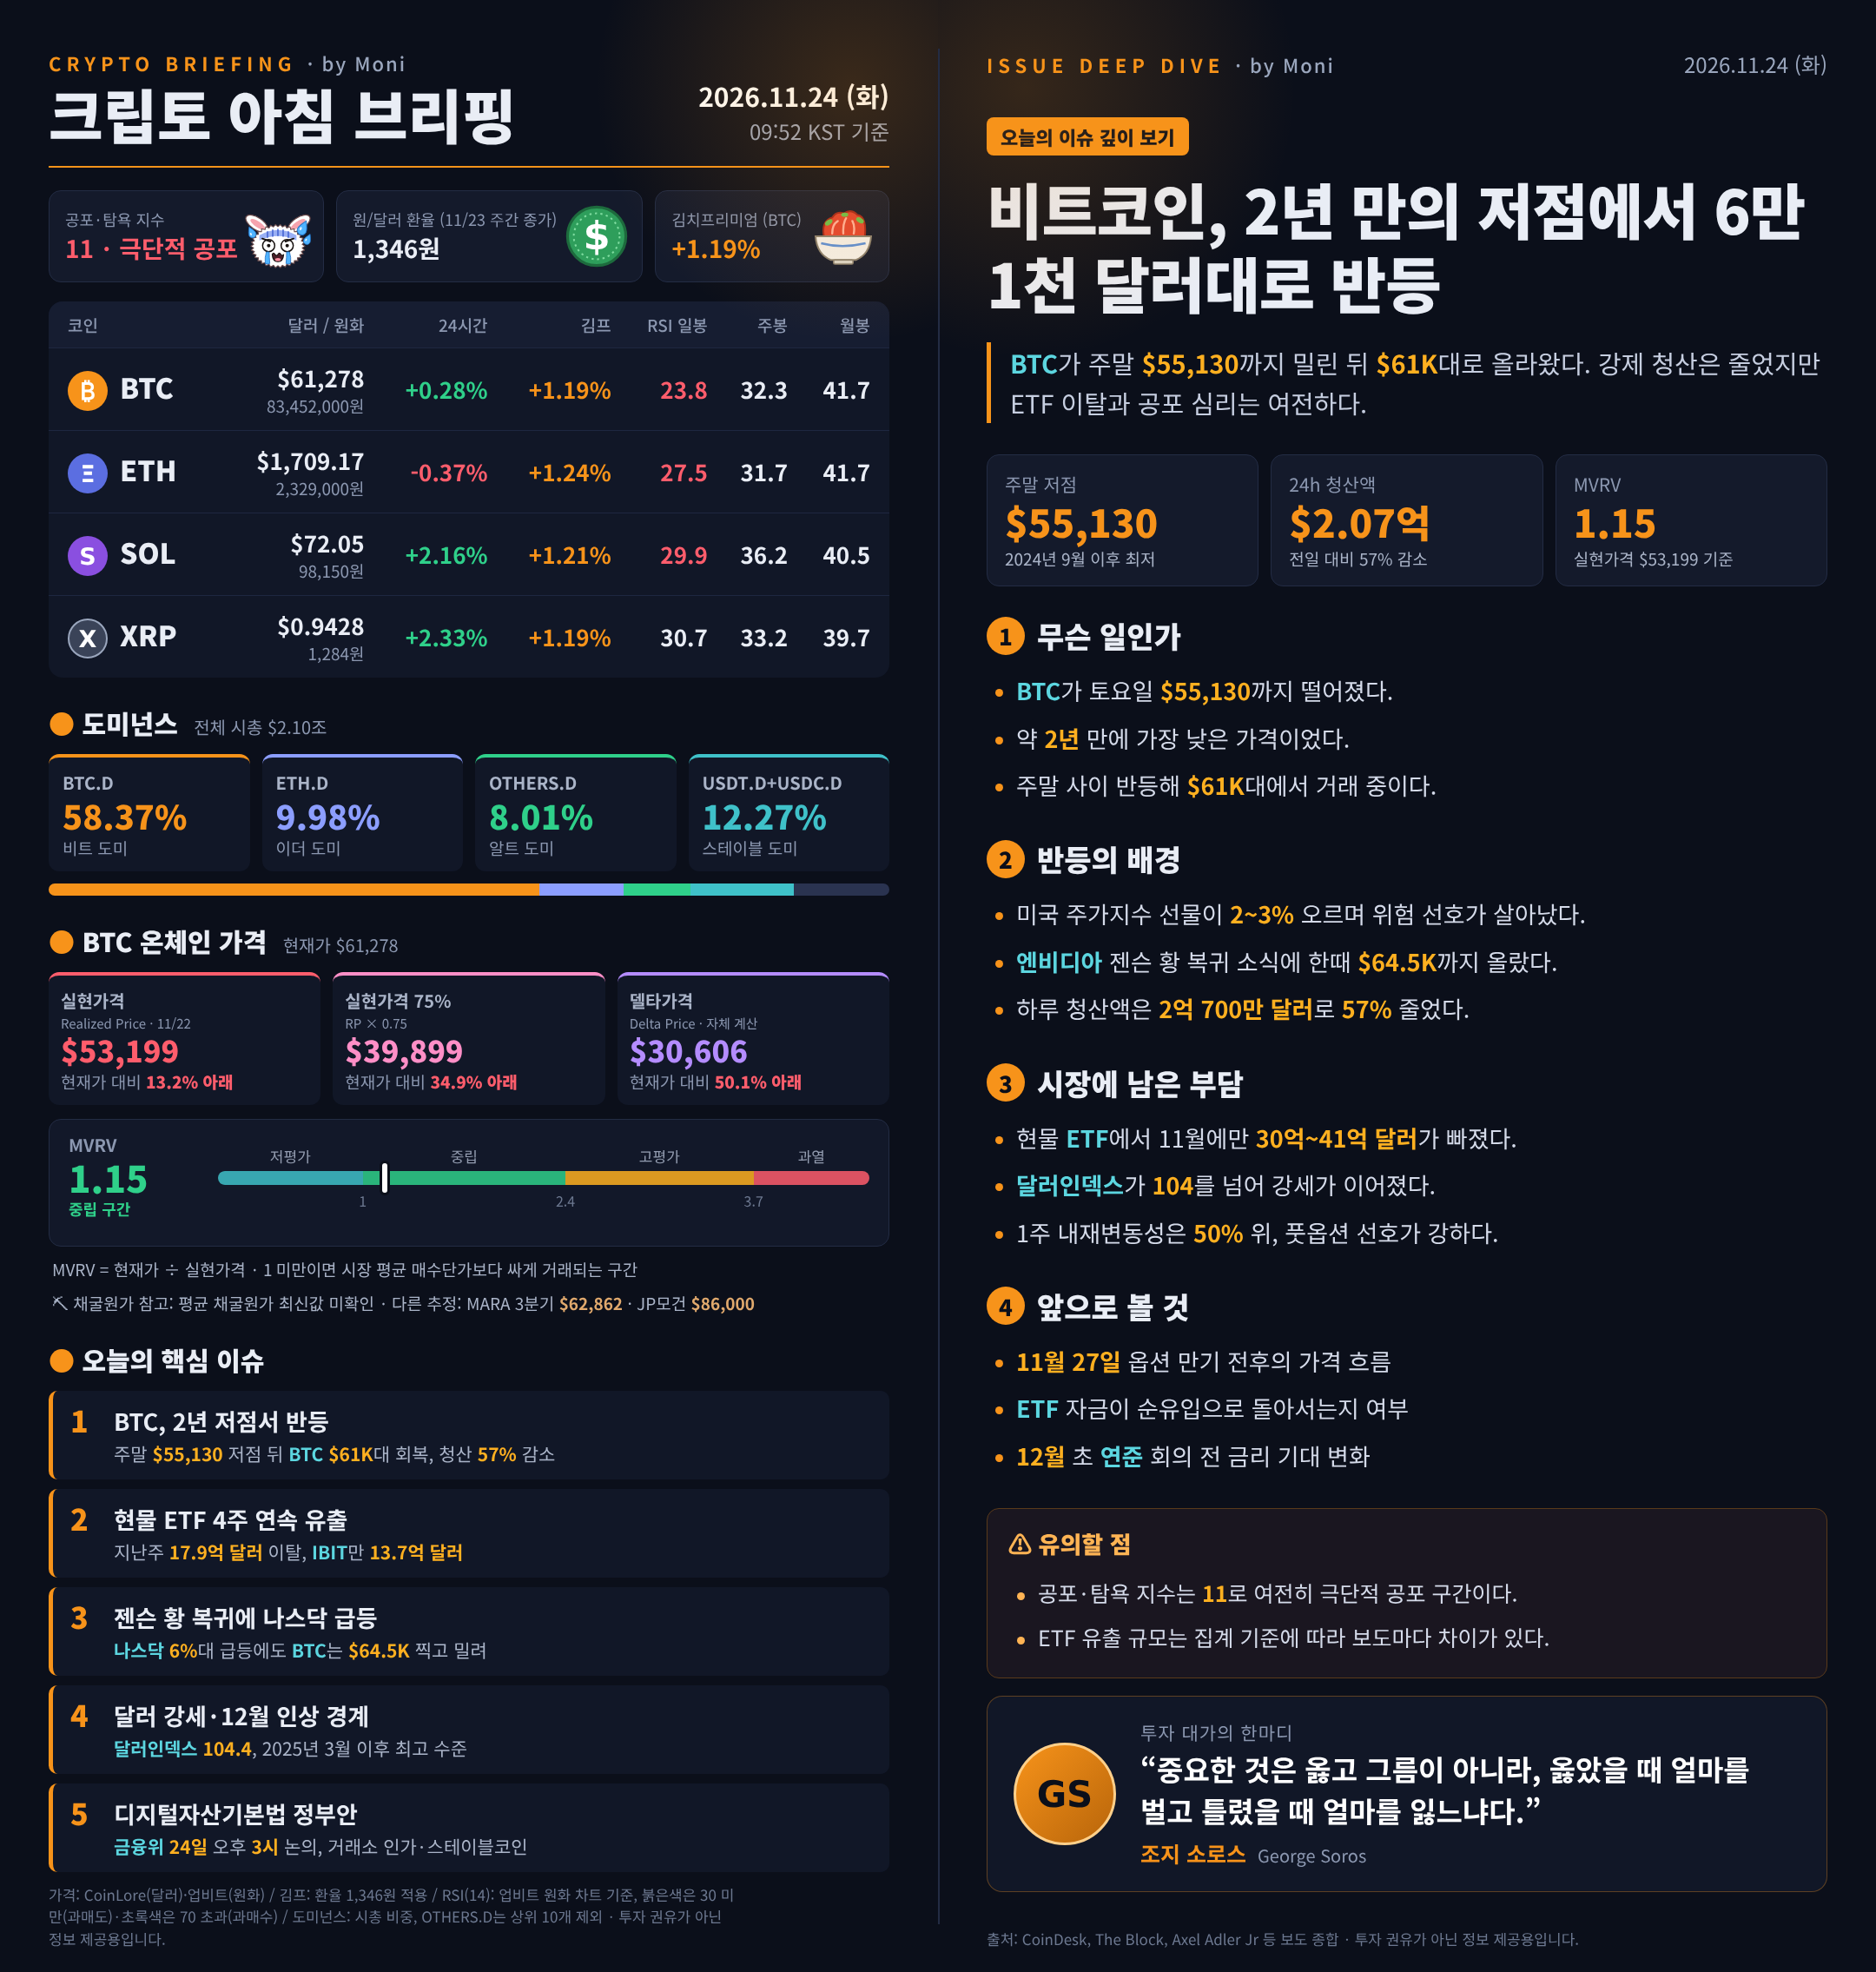 CRYPTO BRIEFING · by Moni
크립토 아침 브리핑
2026.11.24 (화)
09:52 KST 기준
공포·탐욕 지수
11 · 극단적 공포
원/달러 환율 (11/23 주간 종가)
1,346원
$
김치프리미엄 (BTC)
+1.19%
코인 달러 / 원화 24시간 김프 RSI 일봉 주봉 월봉
BTC $61,278 +0.28% +1.19% 23.8 32.3 41.7
83,452,000원
Ξ ETH $1,709.17 -0.37% +1.24% 27.5 31.7 41.7
2,329,000원
S SOL $72.05 +2.16% +1.21% 29.9 36.2 40.5
98,150원
X XRP $0.9428 +2.33% +1.19% 30.7 33.2 39.7
1,284원
도미넌스 전체 시총 $2.10조
BTC.D
58.37%
비트 도미
ETH.D
9.98%
이더 도미
OTHERS.D
8.01%
알트 도미
USDT.D+USDC.D
12.27%
스테이블 도미
BTC 온체인 가격 현재가 $61,278
실현가격
Realized Price · 11/22
$53,199
현재가 대비 13.2% 아래
실현가격 75%
RP × 0.75
$39,899
현재가 대비 34.9% 아래
델타가격
Delta Price · 자체 계산
$30,606
현재가 대비 50.1% 아래
MVRV
1.15
중립 구간
저평가 중립 고평가 과열
1 2.4 3.7
MVRV = 현재가 ÷ 실현가격 · 1 미만이면 시장 평균 매수단가보다 싸게 거래되는 구간
⛏ 채굴원가 참고: 평균 채굴원가 최신값 미확인 · 다른 추정: MARA 3분기 $62,862 · JP모건 $86,000
오늘의 핵심 이슈
1 BTC, 2년 저점서 반등
주말 $55,130 저점 뒤 BTC $61K대 회복, 청산 57% 감소
2 현물 ETF 4주 연속 유출
지난주 17.9억 달러 이탈, IBIT만 13.7억 달러
3 젠슨 황 복귀에 나스닥 급등
나스닥 6%대 급등에도 BTC는 $64.5K 찍고 밀려
4 달러 강세·12월 인상 경계
달러인덱스 104.4, 2025년 3월 이후 최고 수준
5 디지털자산기본법 정부안
금융위 24일 오후 3시 논의, 거래소 인가·스테이블코인
가격: CoinLore(달러)·업비트(원화) / 김프: 환율 1,346원 적용 / RSI(14): 업비트 원화 차트 기준, 붉은색은 30 미
만(과매도)·초록색은 70 초과(과매수) / 도미넌스: 시총 비중, OTHERS.D는 상위 10개 제외 · 투자 권유가 아닌
정보 제공용입니다.
ISSUE DEEP DIVE · by Moni
2026.11.24 (화)
오늘의 이슈 깊이 보기
비트코인, 2년 만의 저점에서 6만
1천 달러대로 반등
BTC가 주말 $55,130까지 밀린 뒤 $61K대로 올라왔다. 강제 청산은 줄었지만
ETF 이탈과 공포 심리는 여전하다.
주말 저점
$55,130
2024년 9월 이후 최저
24h 청산액
$2.07억
전일 대비 57% 감소
MVRV
1.15
실현가격 $53,199 기준
1 무슨 일인가
• BTC가 토요일 $55,130까지 떨어졌다.
• 약 2년 만에 가장 낮은 가격이었다.
• 주말 사이 반등해 $61K대에서 거래 중이다.
2 반등의 배경
• 미국 주가지수 선물이 2~3% 오르며 위험 선호가 살아났다.
• 엔비디아 젠슨 황 복귀 소식에 한때 $64.5K까지 올랐다.
• 하루 청산액은 2억 700만 달러로 57% 줄었다.
3 시장에 남은 부담
• 현물 ETF에서 11월에만 30억~41억 달러가 빠졌다.
• 달러인덱스가 104를 넘어 강세가 이어졌다.
• 1주 내재변동성은 50% 위, 풋옵션 선호가 강하다.
4 앞으로 볼 것
• 11월 27일 옵션 만기 전후의 가격 흐름
• ETF 자금이 순유입으로 돌아서는지 여부
• 12월 초 연준 회의 전 금리 기대 변화
⚠ 유의할 점
• 공포·탐욕 지수는 11로 여전히 극단적 공포 구간이다.
• ETF 유출 규모는 집계 기준에 따라 보도마다 차이가 있다.
GS
투자 대가의 한마디
“중요한 것은 옳고 그름이 아니라, 옳았을 때 얼마를
벌고 틀렸을 때 얼마를 잃느냐다.”
조지 소로스 George Soros
출처: CoinDesk, The Block, Axel Adler Jr 등 보도 종합 · 투자 권유가 아닌 정보 제공용입니다.